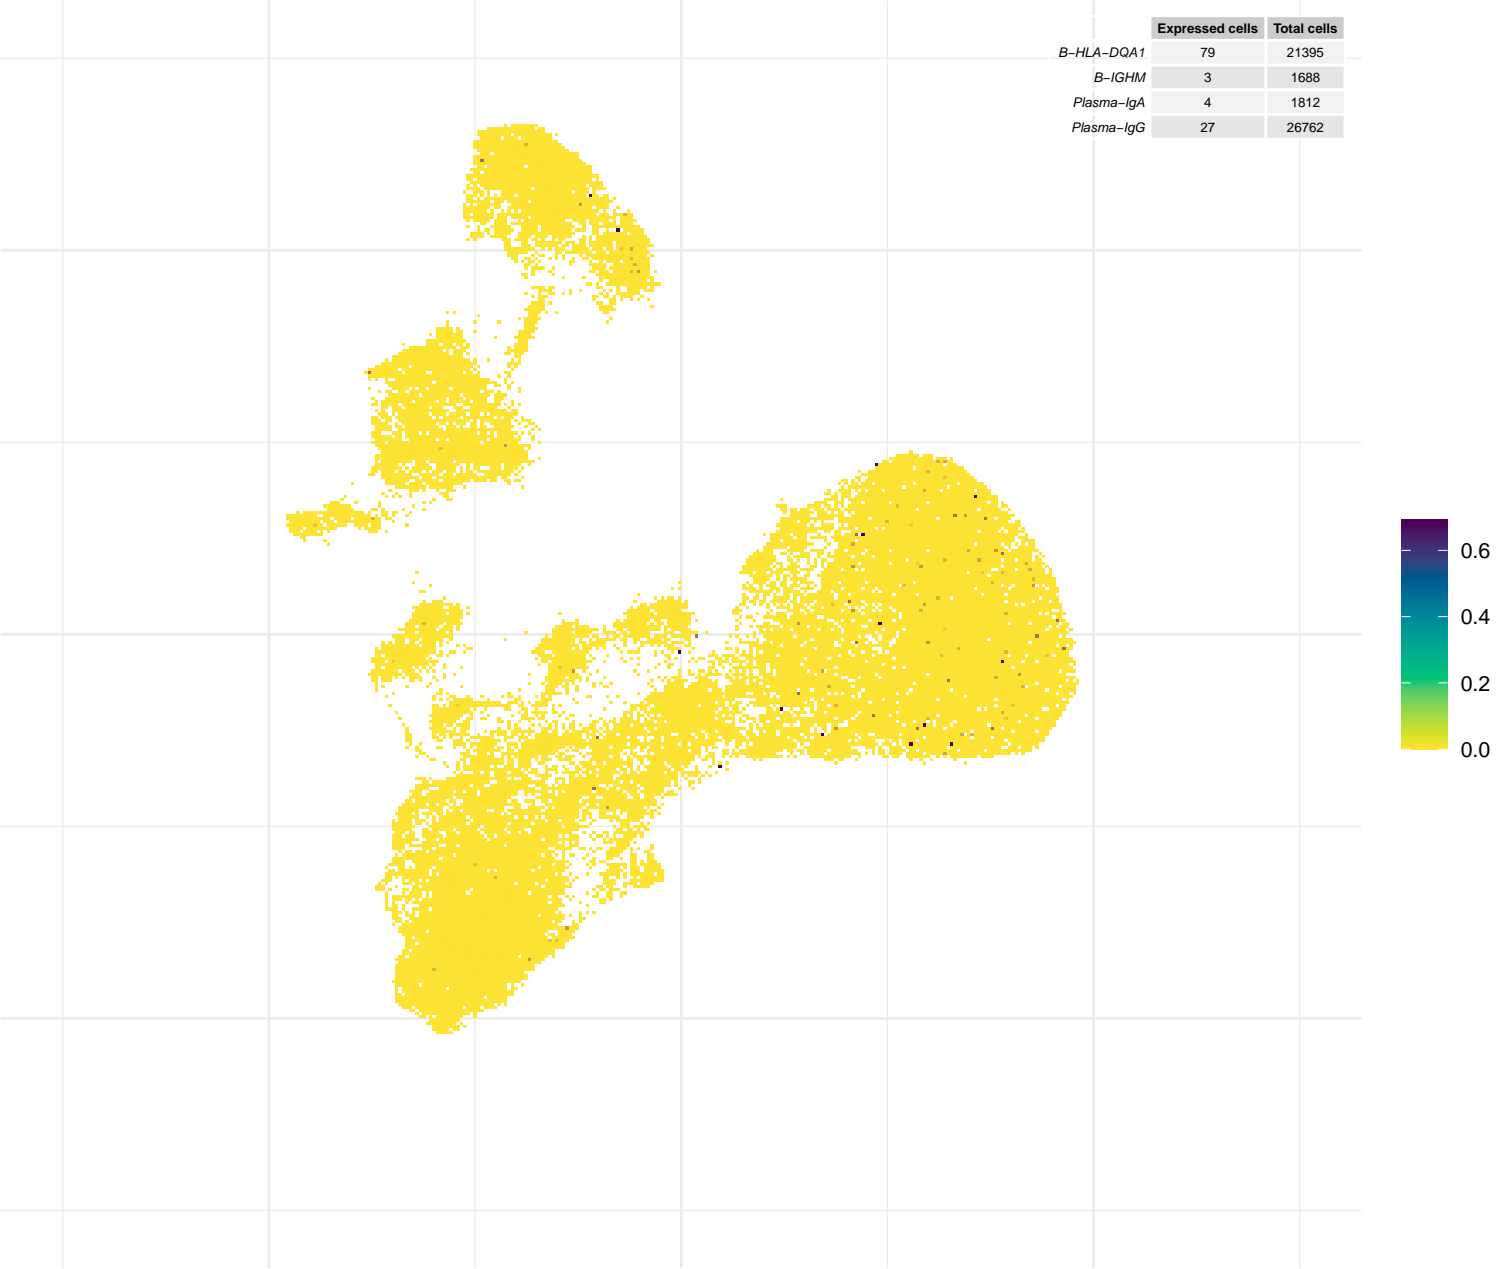 Expressed cells Total cells
B−HLA−DQA1 79 21395
B−IGHM 3 1688
Plasma−IgA 4 1812
Plasma−IgG 27 26762
0.6
0.4
0.2
0.0